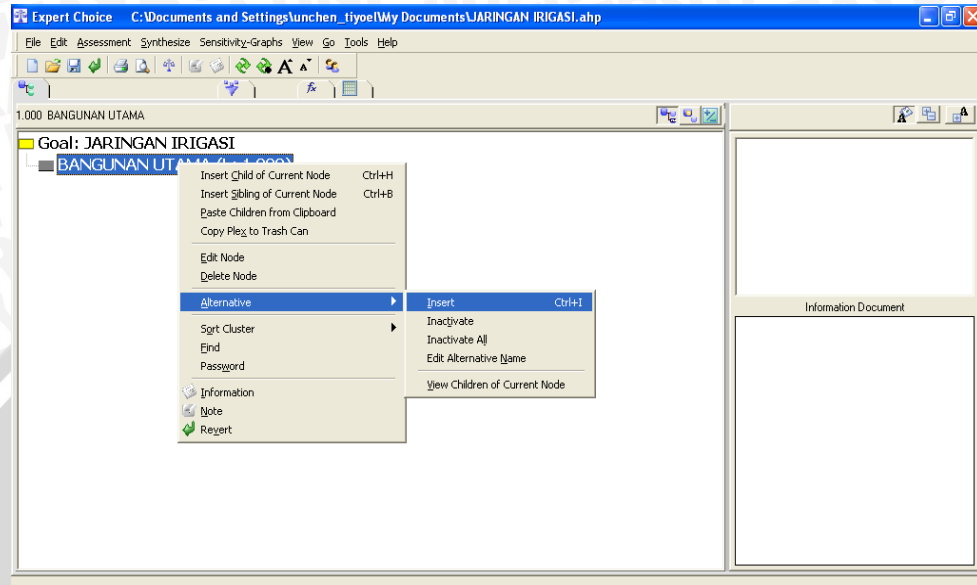 Expert Choice C:\Documents and Settings\unchen_tiyoel\My Documents\JARINGAN IRIGASI.ahp
File Edit Assessment Synthesize Sensitivity-Graphs View Go Tools Help
1.000 BANGUNAN UTAMA
Goal: JARINGAN IRIGASI
BANGUNAN UTAMA (L: 1.000)
Insert Child of Current Node Ctrl+H
Insert Sibling of Current Node Ctrl+B
Paste Children from Clipboard
Copy Plex to Trash Can
Edit Node
Delete Node
Alternative
Sort Cluster
Find
Password
Information
Note
Revert
Insert Ctrl+I
Inactivate
Inactivate All
Edit Alternative Name
View Children of Current Node
Information Document